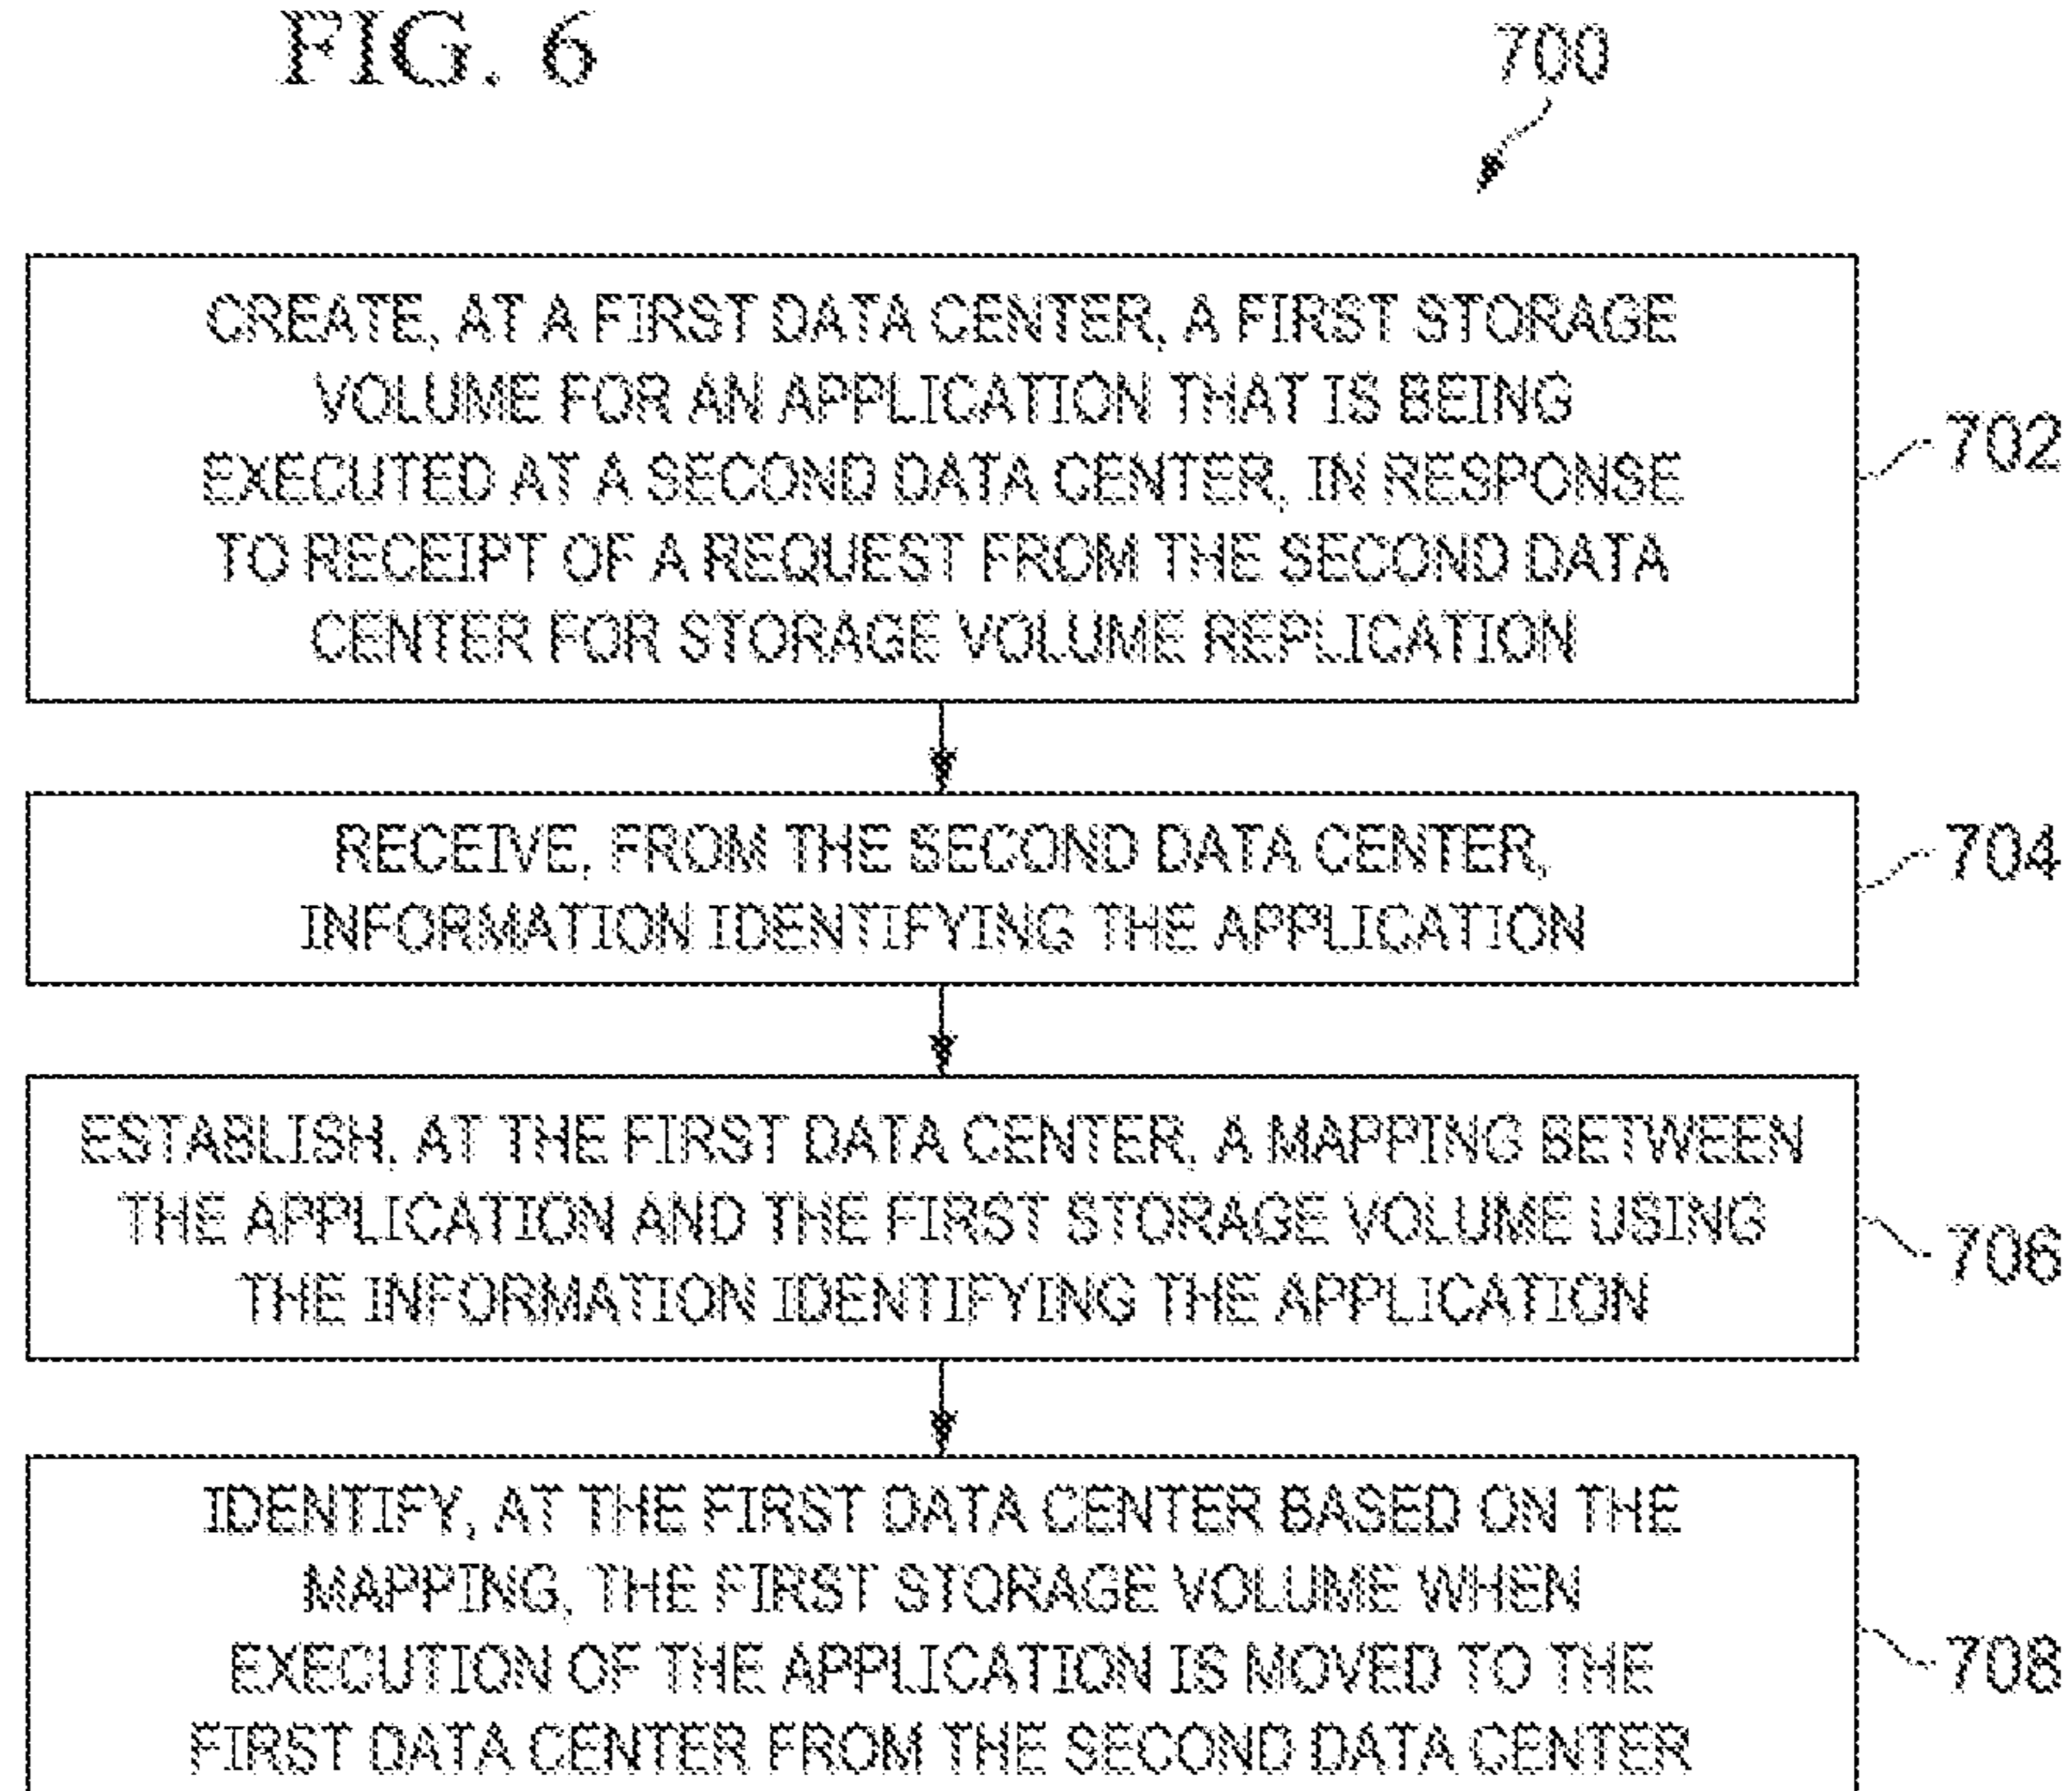 FIG. 6
700
CREATE, AT A FIRST DATA CENTER, A FIRST STORAGE
VOLUME FOR AN APPLICATION THAT IS BEING
EXECUTED AT A SECOND DATA CENTER, IN RESPONSE
TO RECEIPT OF A REQUEST FROM THE SECOND DATA
CENTER FOR STORAGE VOLUME REPLICATION
702
RECEIVE, FROM THE SECOND DATA CENTER,
INFORMATION IDENTIFYING THE APPLICATION
704
ESTABLISH, AT THE FIRST DATA CENTER, A MAPPING BETWEEN
THE APPLICATION AND THE FIRST STORAGE VOLUME USING
THE INFORMATION IDENTIFYING THE APPLICATION
706
IDENTIFY, AT THE FIRST DATA CENTER BASED ON THE
MAPPING, THE FIRST STORAGE VOLUME WHEN
EXECUTION OF THE APPLICATION IS MOVED TO THE
FIRST DATA CENTER FROM THE SECOND DATA CENTER
708